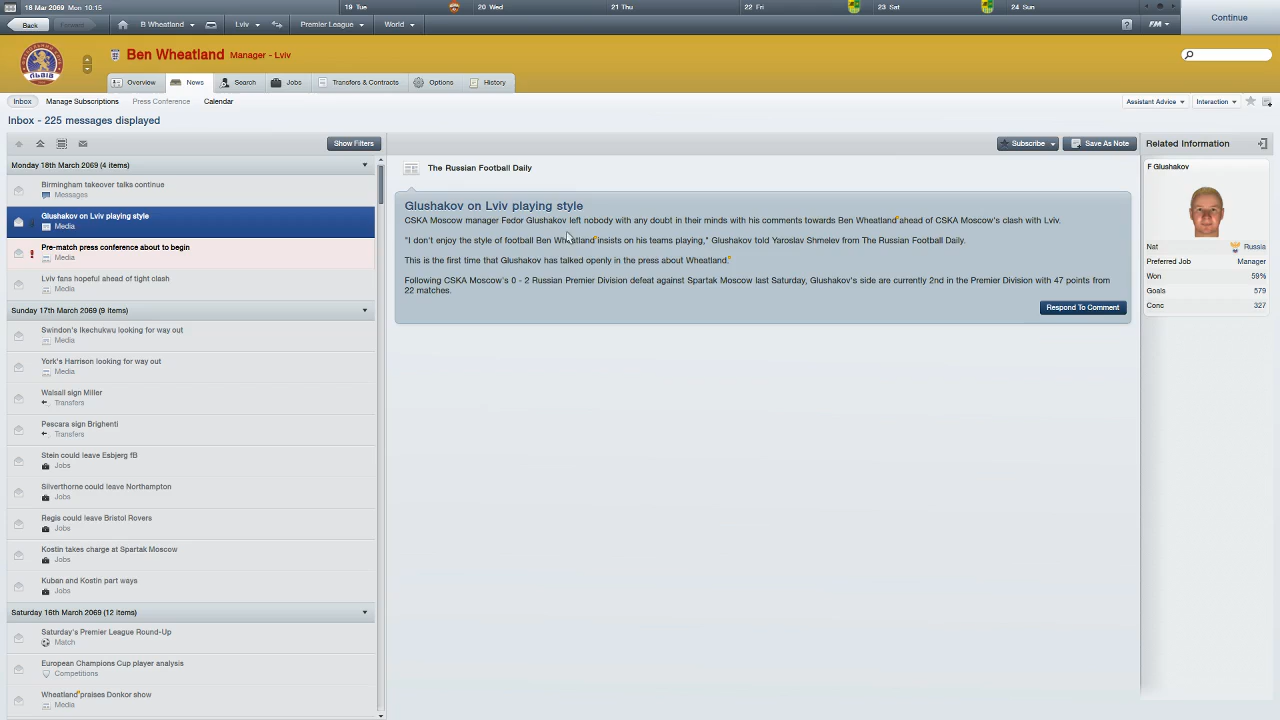 18 Mar 2069 Mon 10:15
19 Tue
20 Wed
21 Thu
22 Fri
23 Sat
24 Sun
Back
Forward
B Wheatland
Lviv
Premier League
World
?
FM
Continue
Ben Wheatland
Manager - Lviv
Overview
News
Search
Jobs
Transfers & Contracts
Options
History
Inbox
Manage Subscriptions
Press Conference
Calendar
Assistant Advice
Interaction
Inbox - 225 messages displayed
Show Filters
Monday 18th March 2069 (4 items)
Birmingham takeover talks continue
Messages
Glushakov on Lviv playing style
Media
Pre-match press conference about to begin
Media
Lviv fans hopeful ahead of tight clash
Media
Sunday 17th March 2069 (9 items)
Swindon's Ikechukwu looking for way out
Media
York's Harrison looking for way out
Media
Walsall sign Miller
Transfers
Pescara sign Brighenti
Transfers
Stein could leave Esbjerg fB
Jobs
Silverthorne could leave Northampton
Jobs
Regis could leave Bristol Rovers
Jobs
Kostin takes charge at Spartak Moscow
Jobs
Kuban and Kostin part ways
Jobs
Saturday 16th March 2069 (12 items)
Saturday's Premier League Round-Up
Match
European Champions Cup player analysis
Competitions
Wheatland praises Donkor show
Media
Subscribe
Save As Note
The Russian Football Daily
Glushakov on Lviv playing style
CSKA Moscow manager Fedor Glushakov left nobody with any doubt in their minds with his comments towards Ben Wheatland ahead of CSKA Moscow's clash with Lviv.
"I don't enjoy the style of football Ben Wheatland insists on his teams playing," Glushakov told Yaroslav Shmelev from The Russian Football Daily.
This is the first time that Glushakov has talked openly in the press about Wheatland.
Following CSKA Moscow's 0 - 2 Russian Premier Division defeat against Spartak Moscow last Saturday, Glushakov's side are currently 2nd in the Premier Division with 47 points from
22 matches.
Respond To Comment
Related Information
F Glushakov
Nat Russia
Preferred Job Manager
Won 59%
Goals 579
Conc 327